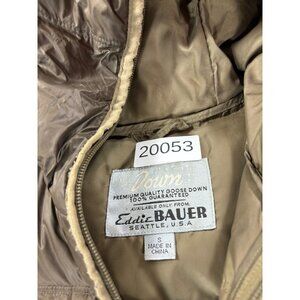 20053
Down
PREMIUM QUALITY GOOSE DOWN
100% GUARANTEED
AVAILABLE ONLY FROM
Eddie BAUER
SEATTLE, U.S.A
S
MADE IN
CHINA